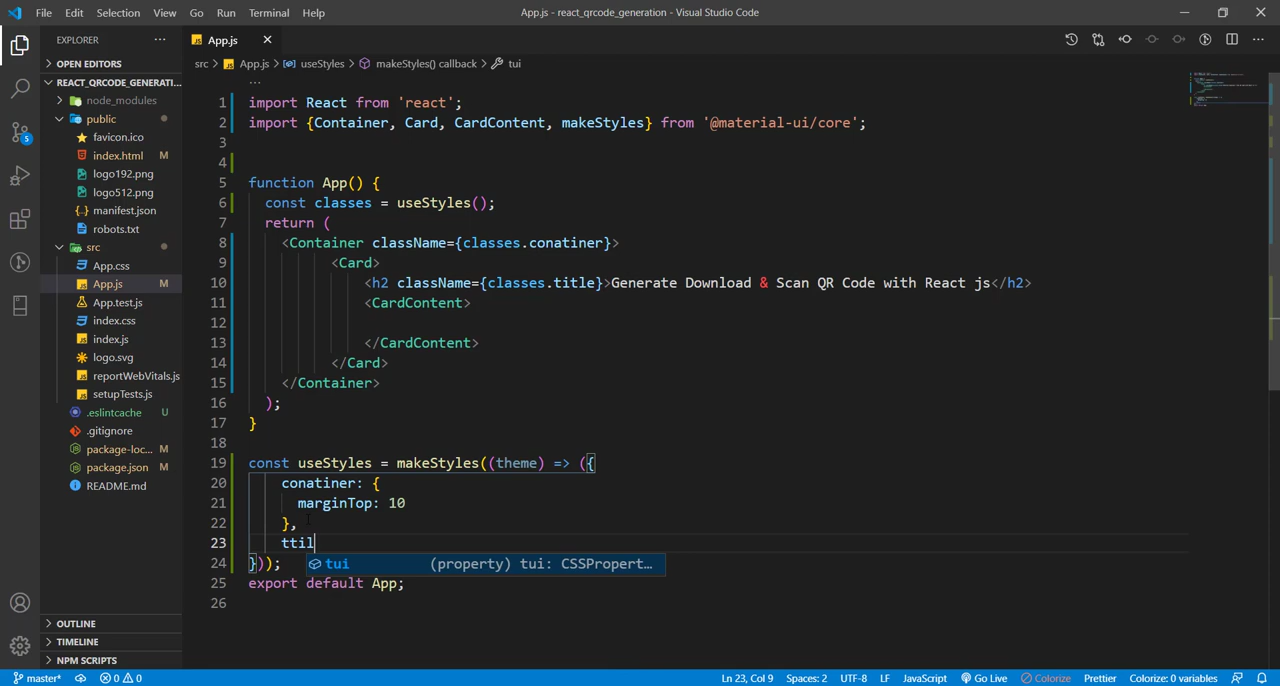 File Edit Selection View Go Run Terminal Help
App.js - react_qrcode_generation - Visual Studio Code
EXPLORER
App.js
OPEN EDITORS
src > App.js > useStyles > makeStyles() callback > tui
REACT_QRCODE_GENERATI...
node_modules
public
favicon.ico
index.html M
logo192.png
logo512.png
manifest.json
robots.txt
src
App.css
App.js M
App.test.js
index.css
index.js
logo.svg
reportWebVitals.js
setupTests.js
.eslintcache U
.gitignore
package-loc... M
package.json M
README.md
OUTLINE
TIMELINE
NPM SCRIPTS
5
1 import React from 'react';
2 import {Container, Card, CardContent, makeStyles} from '@material-ui/core';
3
4
5 function App() {
6 const classes = useStyles();
7 return (
8 <Container className={classes.conatiner}>
9 <Card>
10 <h2 className={classes.title}>Generate Download & Scan QR Code with React js</h2>
11 <CardContent>
12
13 </CardContent>
14 </Card>
15 </Container>
16 );
17 }
18
19 const useStyles = makeStyles((theme) => ({
20 conatiner: {
21 marginTop: 10
22 },
23 ttil
24 }));
tui (property) tui: CSSPropert...
25 export default App;
26
master* 0 0 Ln 23, Col 9 Spaces: 2 UTF-8 LF JavaScript Go Live Colorize Prettier Colorize: 0 variables